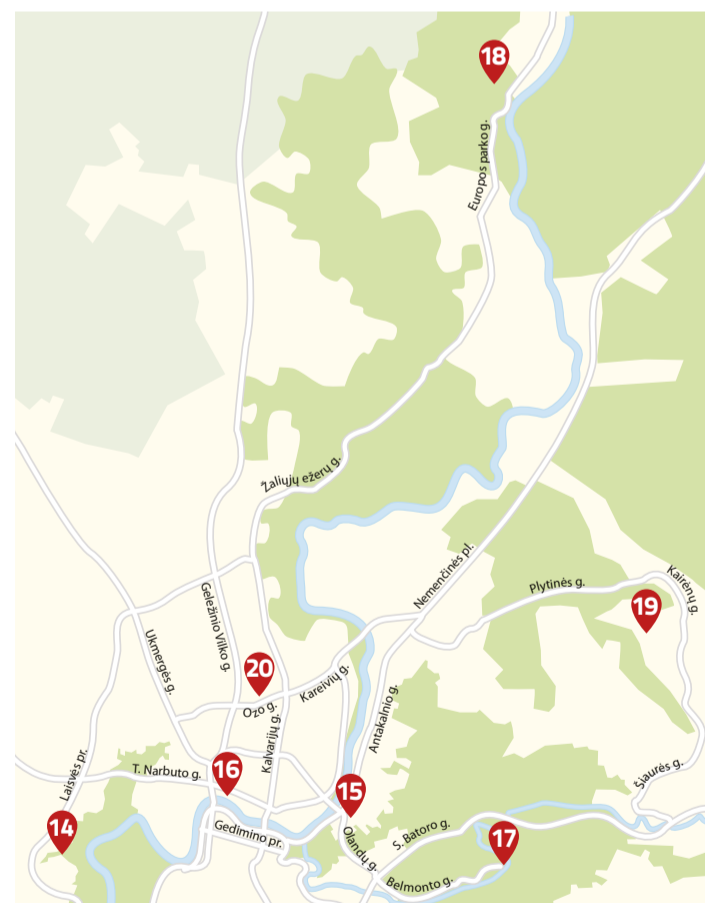 18
Europos parko g.
Žaliųjų ežerų g.
Nemenčinės pl.
Plytinės g.
Kairėnų g.
19
Geležinio Vilko g.
Ukmergės g.
20
Kareivių g.
Ozo g.
Antakalnio g.
Kalvarijų g.
Laisvės pr.
T. Narbuto g.
16
Šiaurės g.
15
14
Gedimino pr.
Olandų g.
S. Batoro g.
17
Belmonto g.